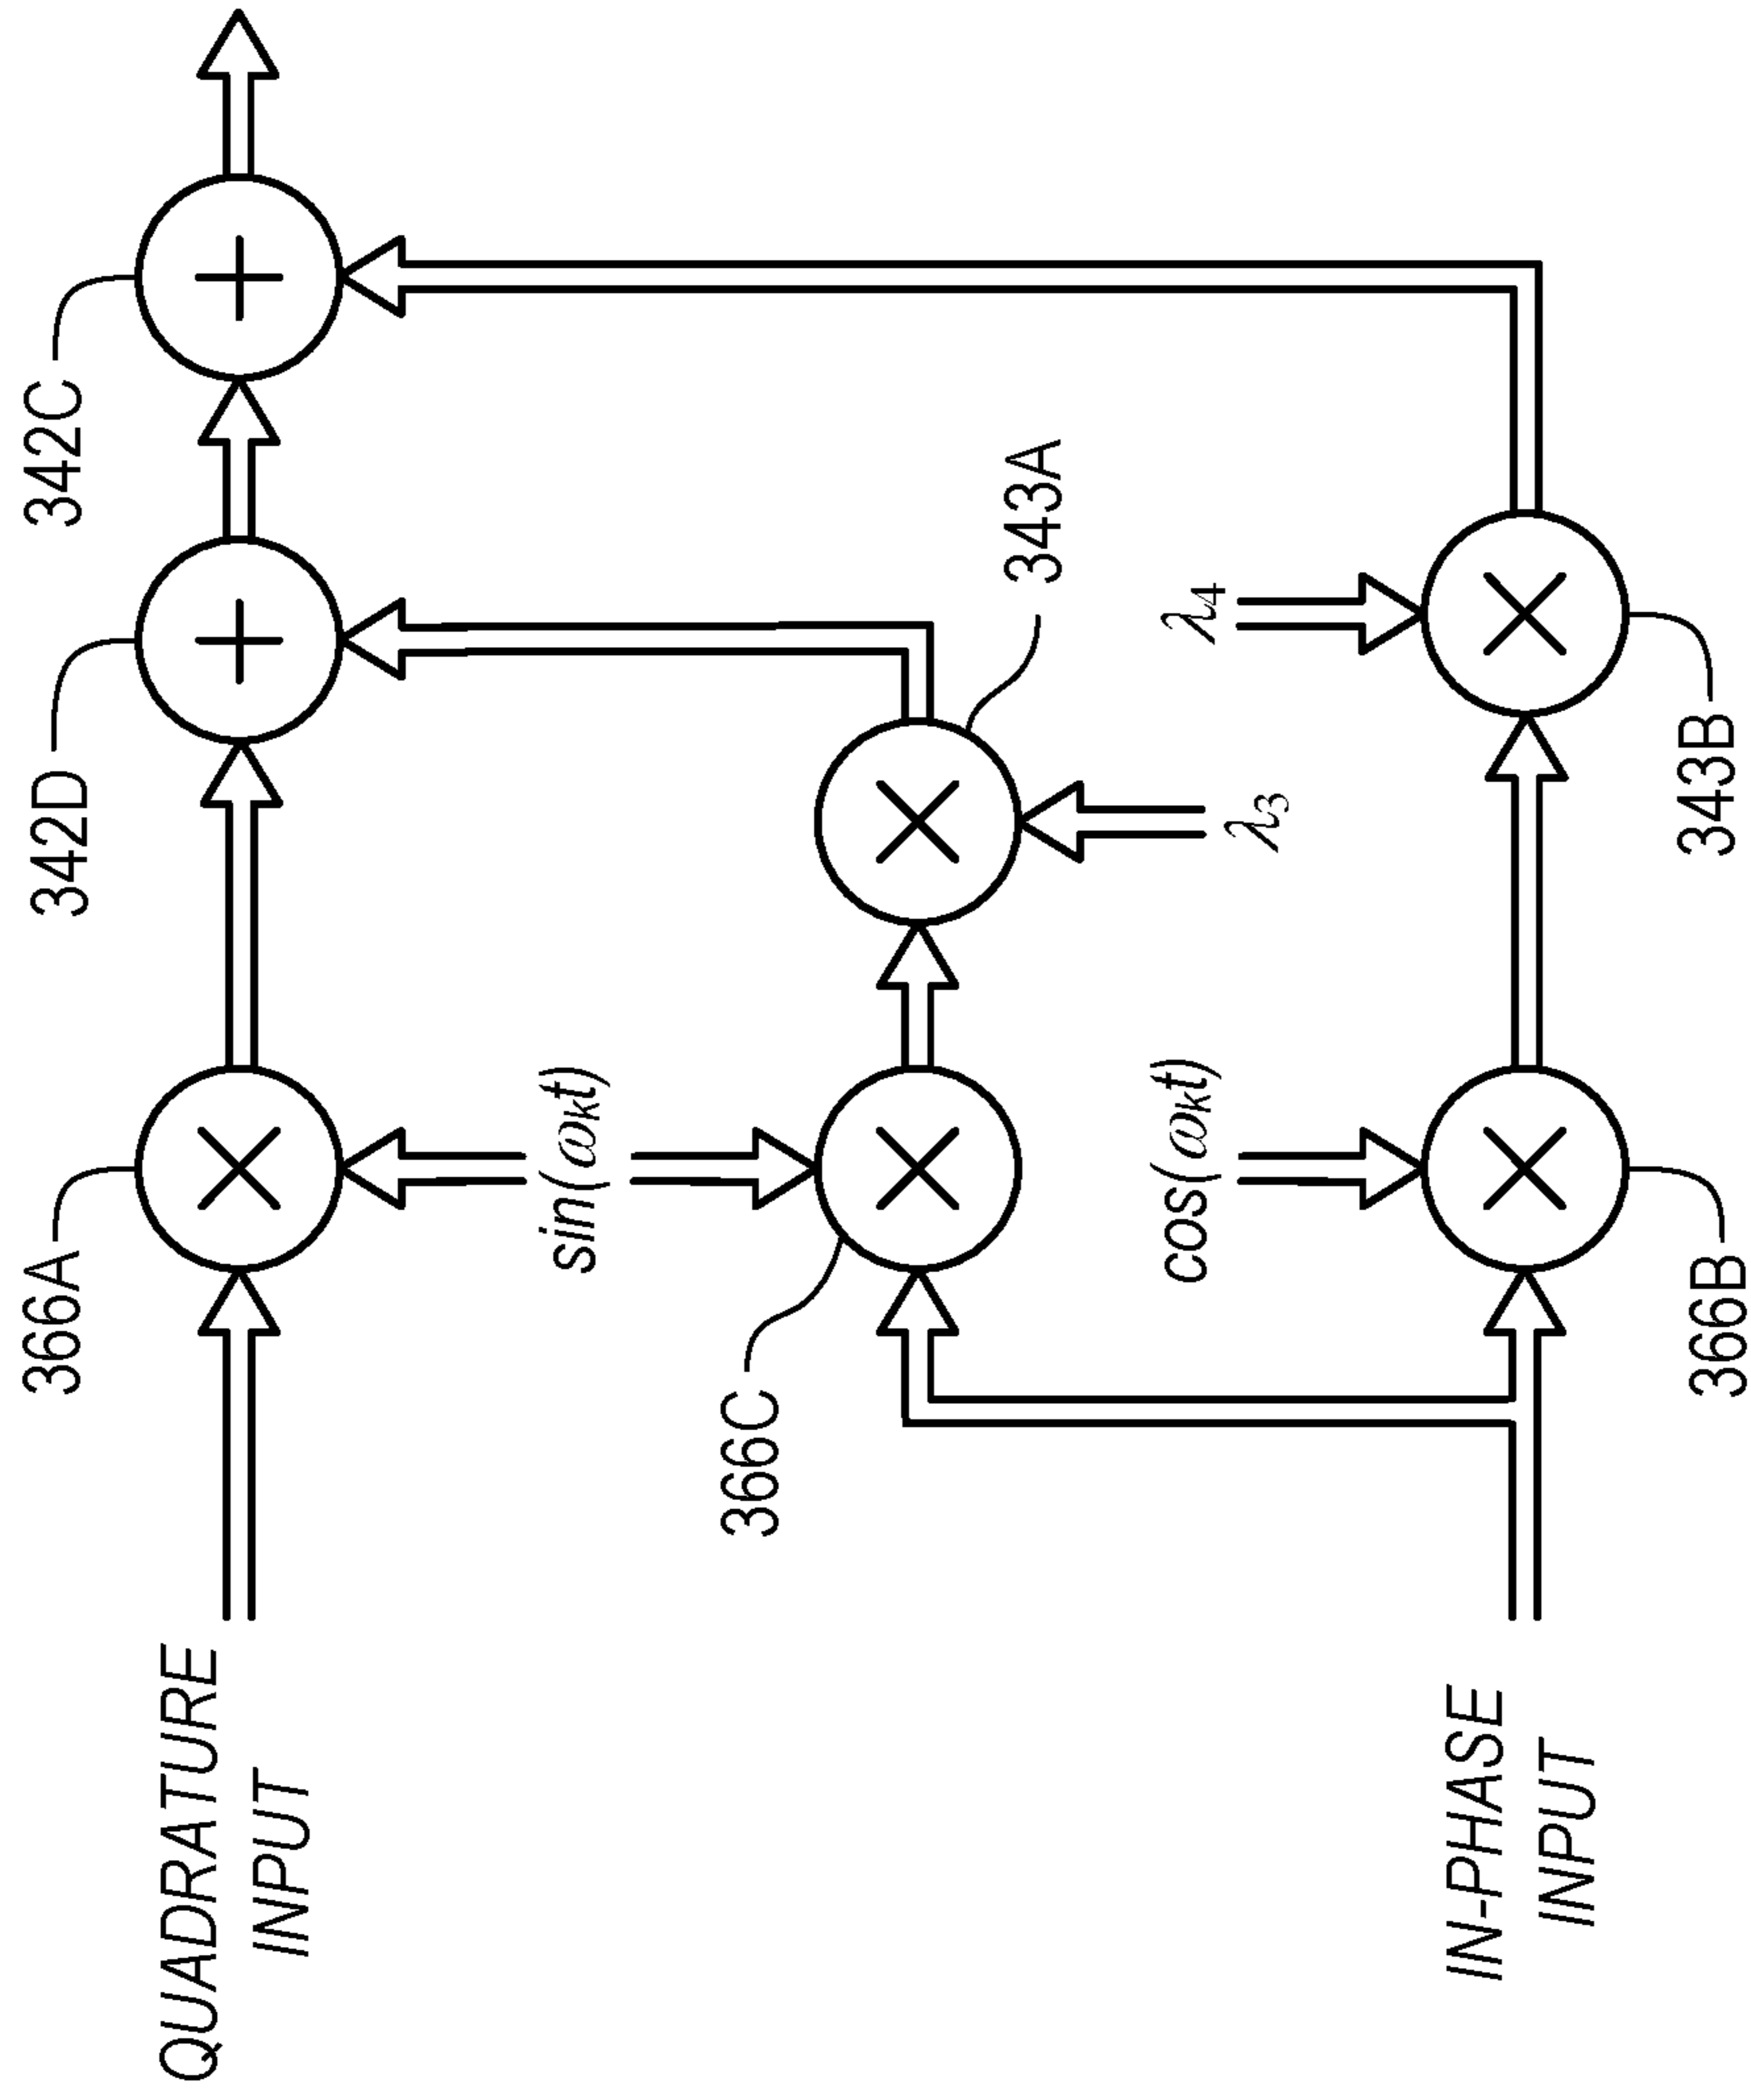 366A
342D
342C
QUADRATURE
INPUT
sin(ωₖt)
366C
343A
λ₃
cos(ωₖt)
λ₄
IN-PHASE
INPUT
366B
343B